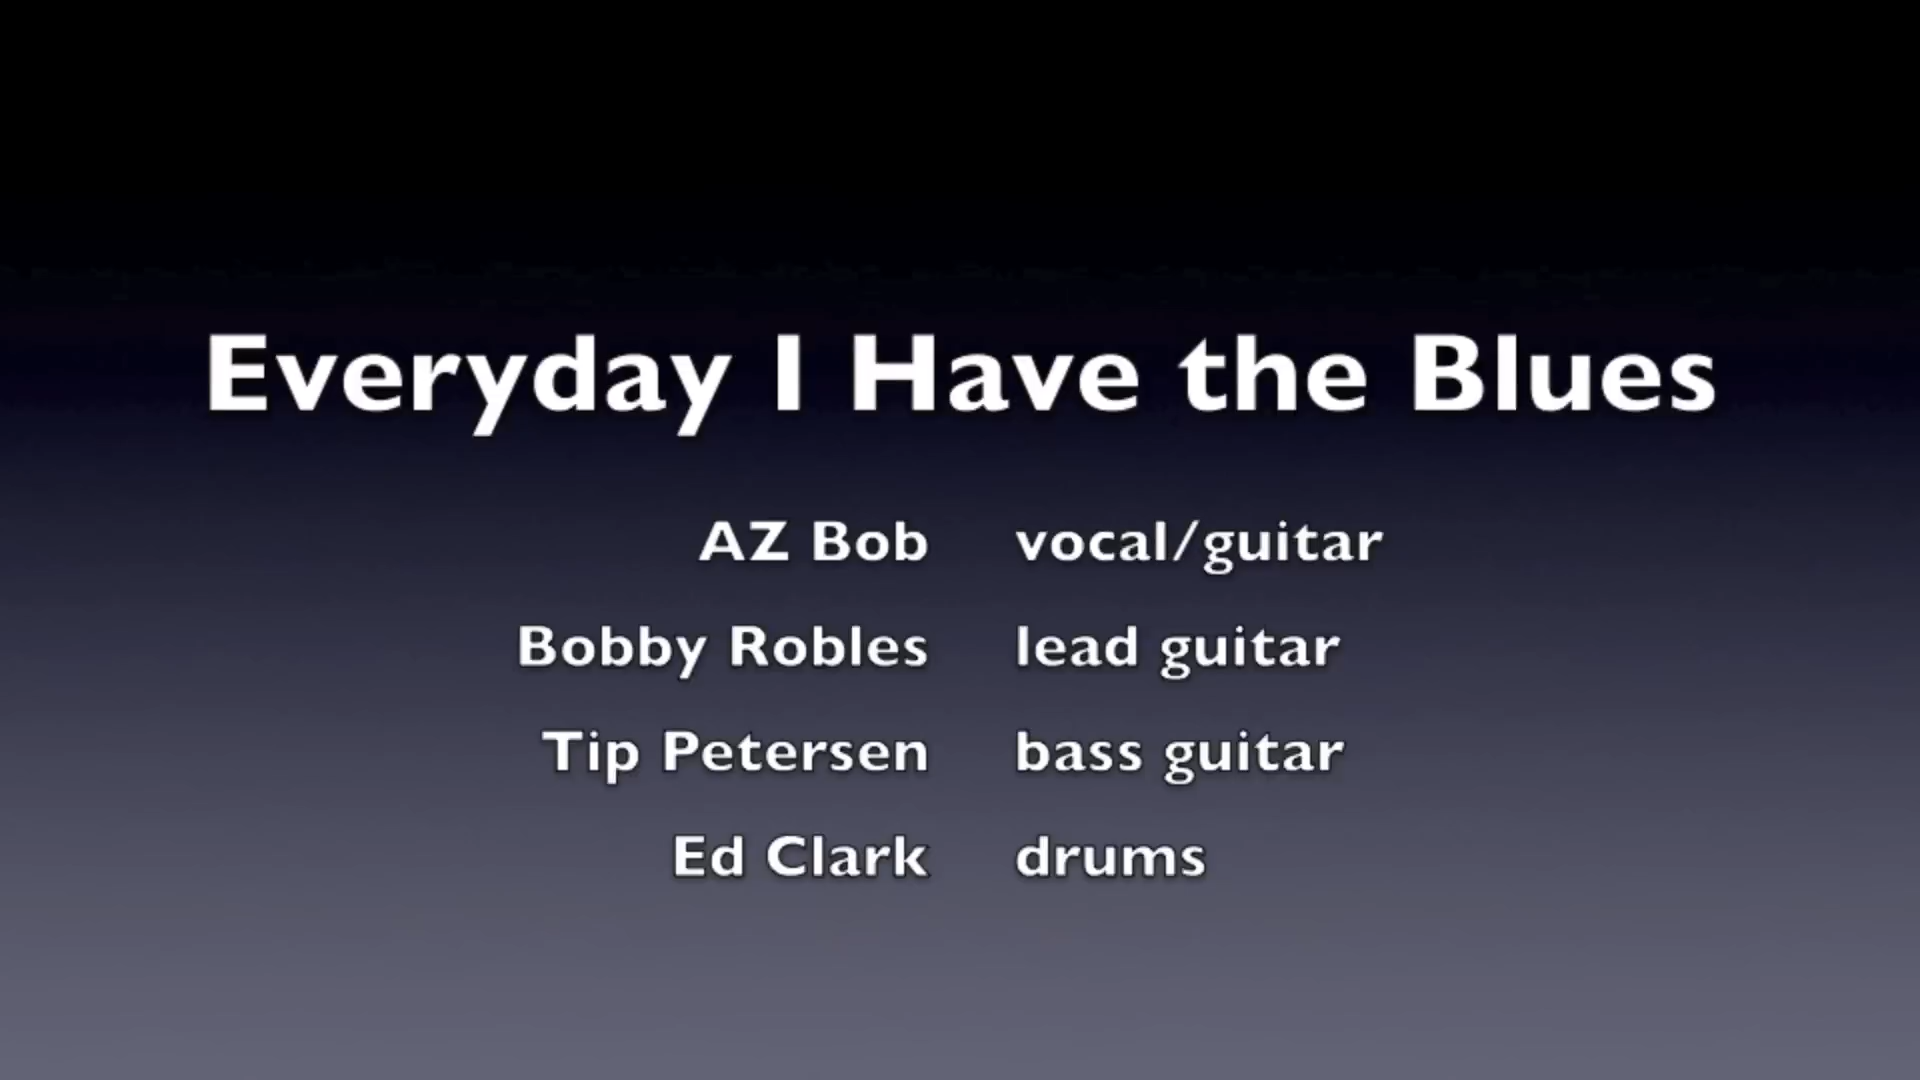 Everyday I Have the Blues
AZ Bob vocal/guitar
Bobby Robles lead guitar
Tip Petersen bass guitar
Ed Clark drums